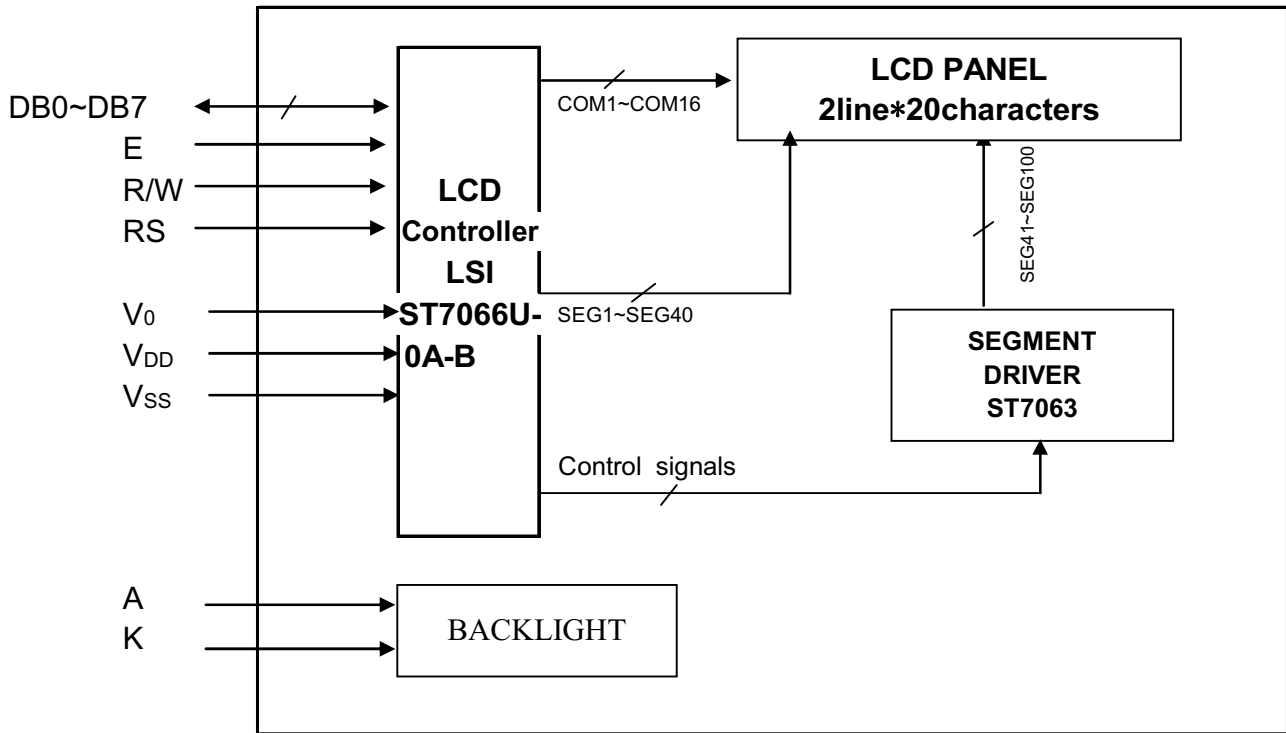 DB0~DB7
E
R/W
RS
V0
VDD
VSS
A
K
LCD
Controller
LSI
ST7066U-
0A-B
COM1~COM16
SEG1~SEG40
Control signals
LCD PANEL
2line*20characters
SEG41~SEG100
SEGMENT
DRIVER
ST7063
BACKLIGHT